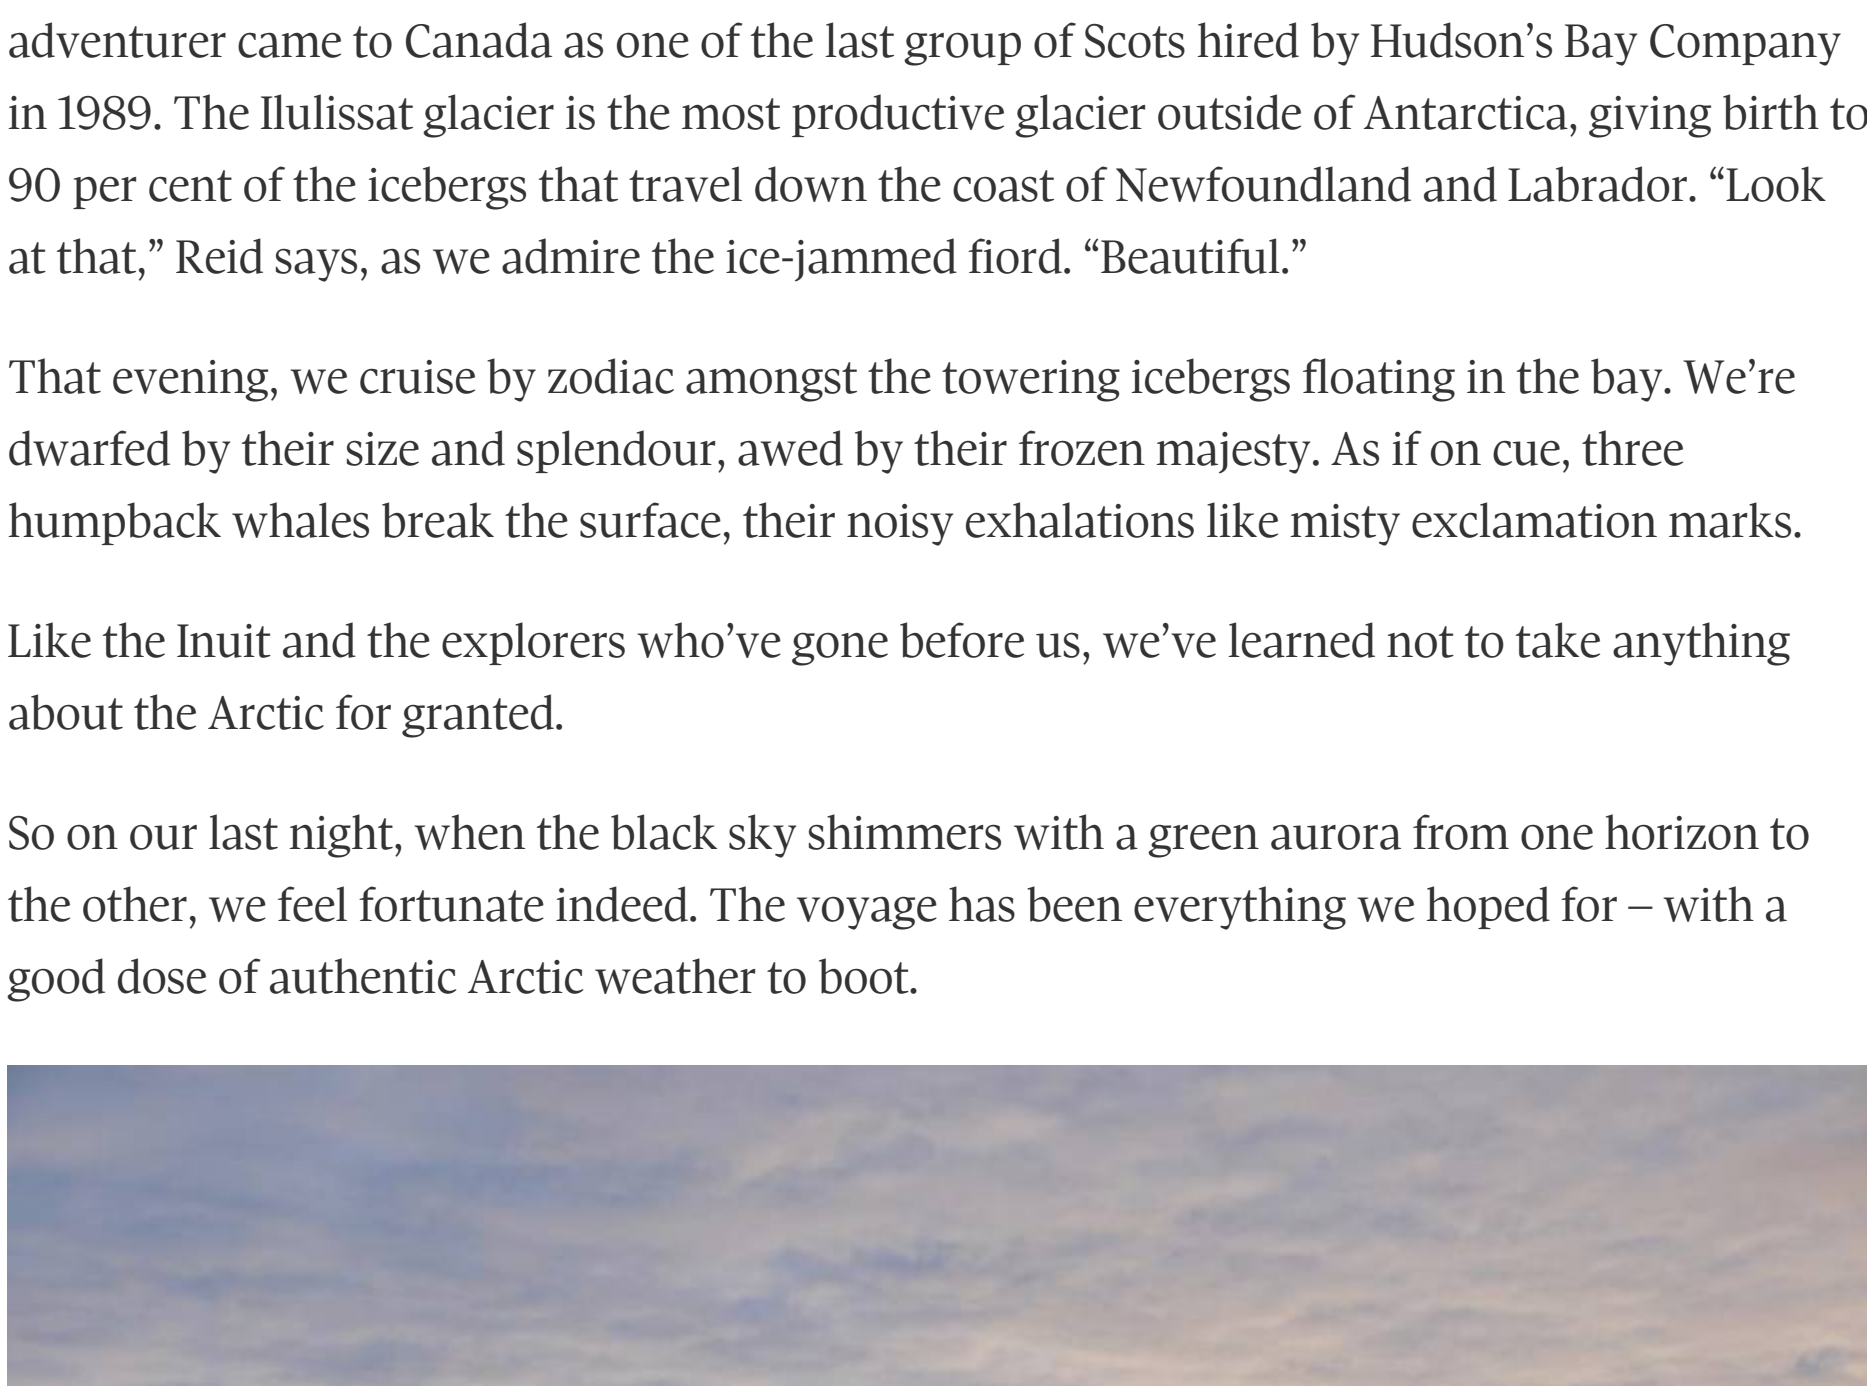 adventurer came to Canada as one of the last group of Scots hired by Hudson’s Bay Company
in 1989. The Ilulissat glacier is the most productive glacier outside of Antarctica, giving birth to
90 per cent of the icebergs that travel down the coast of Newfoundland and Labrador. “Look
at that,” Reid says, as we admire the ice-jammed fiord. “Beautiful.”
That evening, we cruise by zodiac amongst the towering icebergs floating in the bay. We’re
dwarfed by their size and splendour, awed by their frozen majesty. As if on cue, three
humpback whales break the surface, their noisy exhalations like misty exclamation marks.
Like the Inuit and the explorers who’ve gone before us, we’ve learned not to take anything
about the Arctic for granted.
So on our last night, when the black sky shimmers with a green aurora from one horizon to
the other, we feel fortunate indeed. The voyage has been everything we hoped for – with a
good dose of authentic Arctic weather to boot.